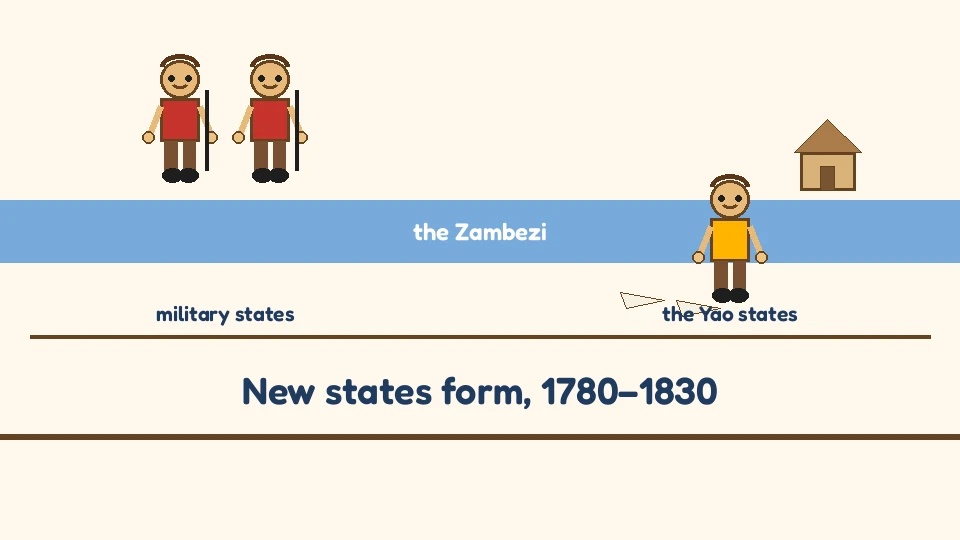 the Zambezi
military states
the Yao states
New states form, 1780–1830